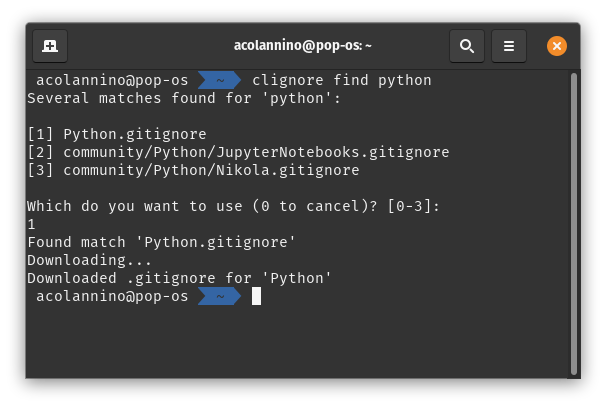 acolannino@pop-os: ~
acolannino@pop-os ~ clignore find python
Several matches found for 'python':
[1] Python.gitignore
[2] community/Python/JupyterNotebooks.gitignore
[3] community/Python/Nikola.gitignore
Which do you want to use (0 to cancel)? [0-3]:
1
Found match 'Python.gitignore'
Downloading...
Downloaded .gitignore for 'Python'
acolannino@pop-os ~